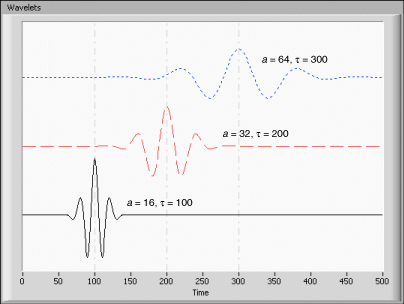 Wavelets
a = 64, τ = 300
a = 32, τ = 200
a = 16, τ = 100
0 50 100 150 200 250 300 350 400 450 500
Time